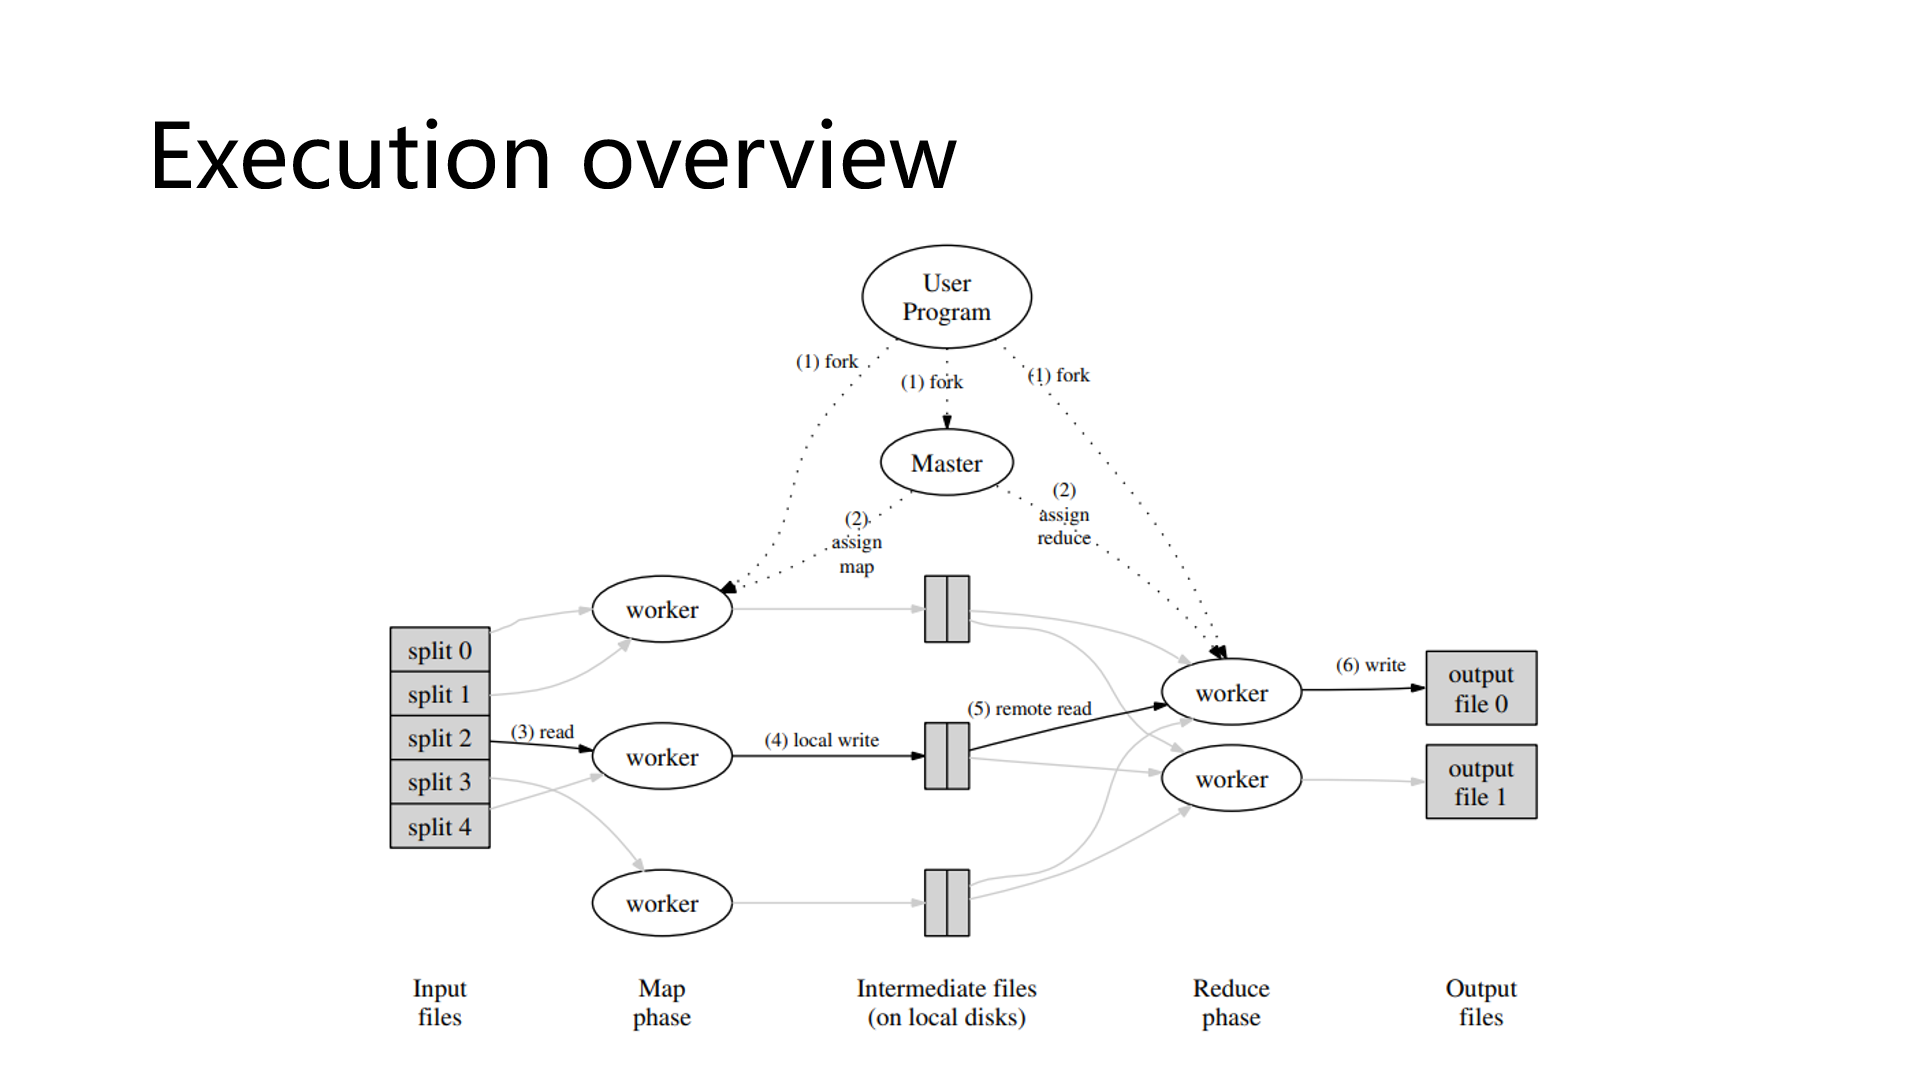 Execution overview
User
Program
(1) fork
(1) fork
(1) fork
Master
(2)
assign
map
(2)
assign
reduce
worker
split 0
split 1
split 2
split 3
split 4
(3) read
worker
(4) local write
(5) remote read
worker
worker
worker
(6) write
output
file 0
output
file 1
Input
files
Map
phase
Intermediate files
(on local disks)
Reduce
phase
Output
files